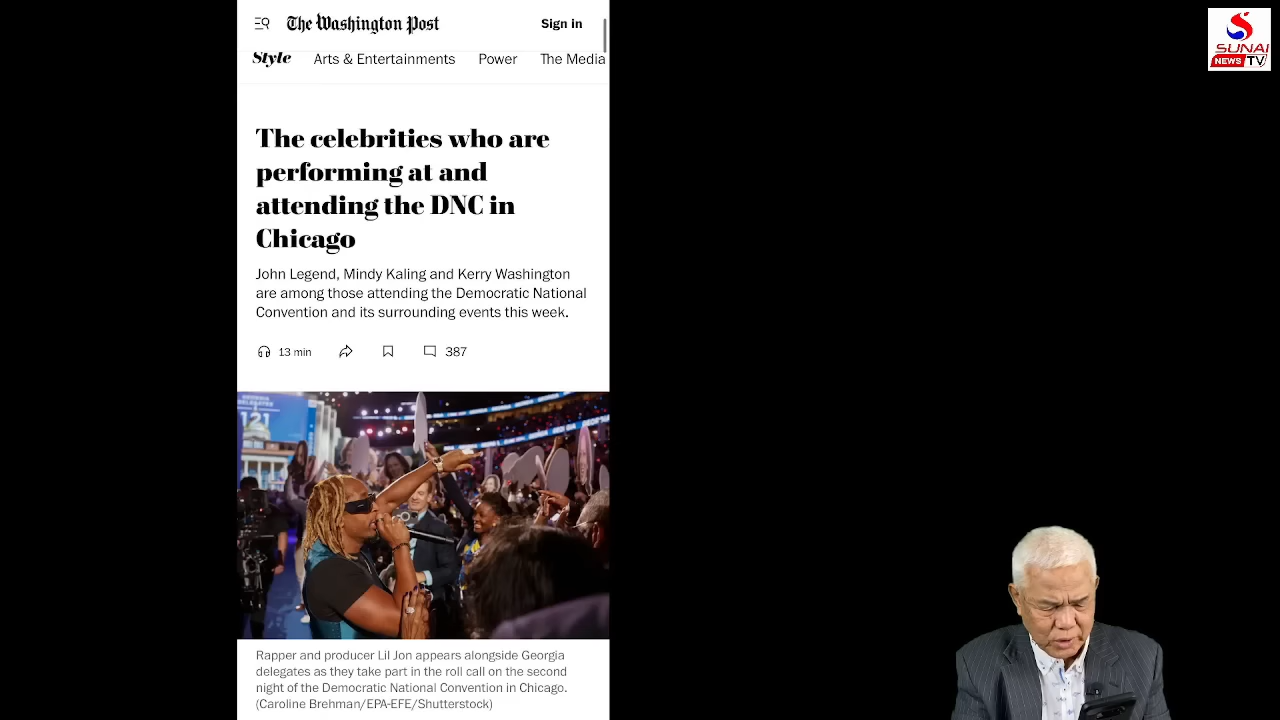 The Washington Post
Sign in
Style Arts & Entertainments Power The Media
The celebrities who are
performing at and
attending the DNC in
Chicago
John Legend, Mindy Kaling and Kerry Washington
are among those attending the Democratic National
Convention and its surrounding events this week.
13 min 387
121
Rapper and producer Lil Jon appears alongside Georgia
delegates as they take part in the roll call on the second
night of the Democratic National Convention in Chicago.
(Caroline Brehman/EPA-EFE/Shutterstock)
SUNAI
NEWS TV